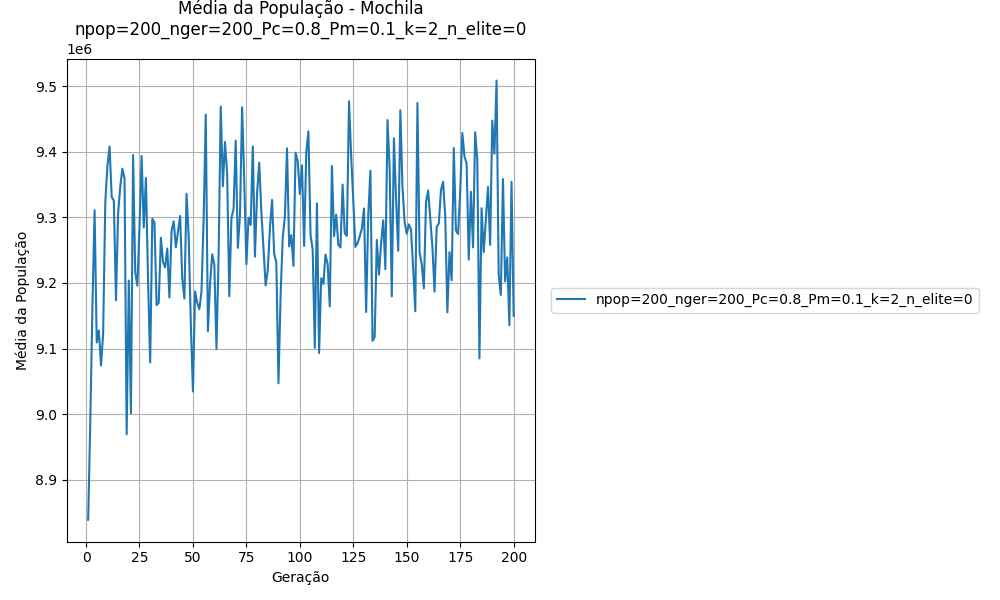 Média da População - Mochila
npop=200_nger=200_Pc=0.8_Pm=0.1_k=2_n_elite=0
1e6
9.5
9.4
9.3
9.2
9.1
9.0
8.9
Média da População
0 25 50 75 100 125 150 175 200
Geração
npop=200_nger=200_Pc=0.8_Pm=0.1_k=2_n_elite=0